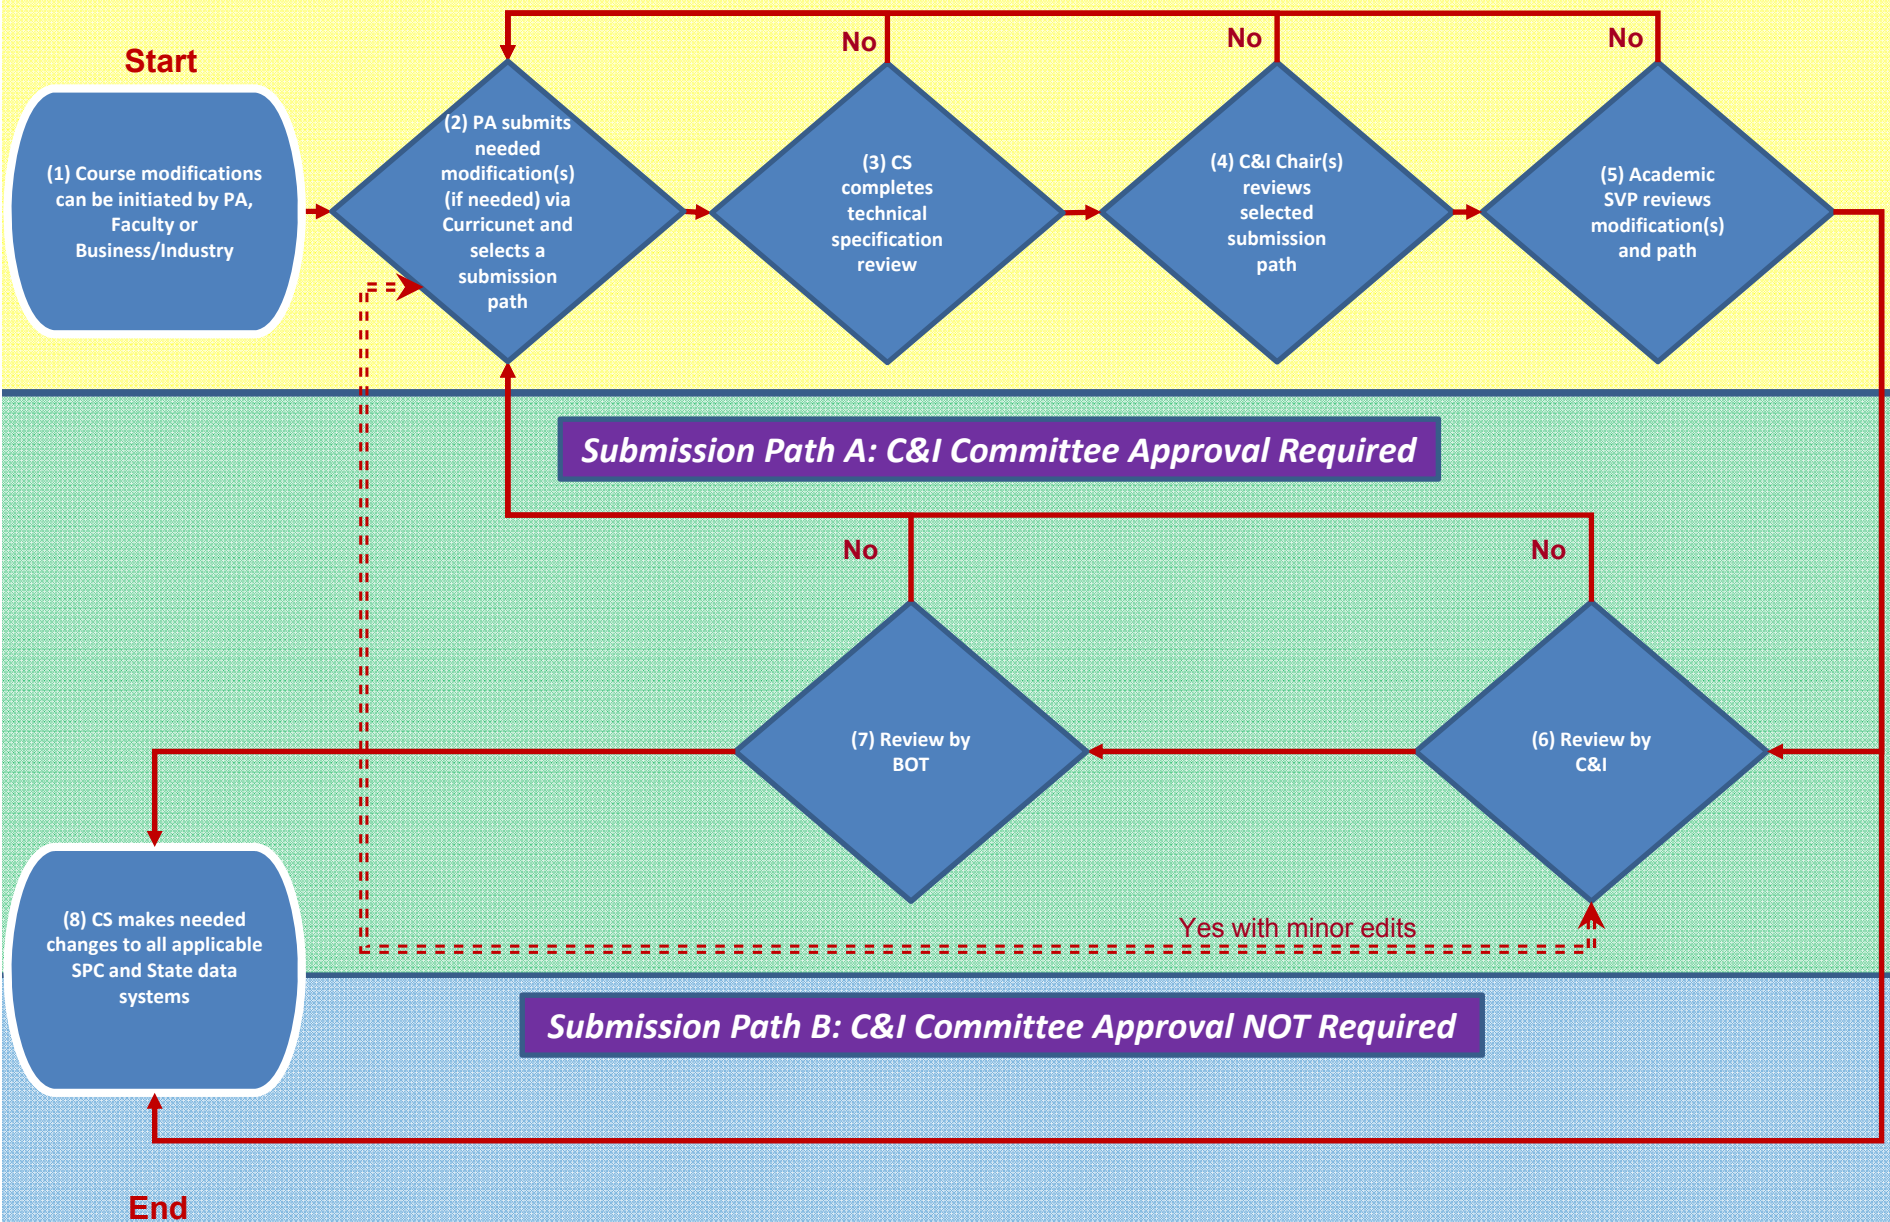 Start
No
No
No
(1) Course modifications
can be initiated by PA,
Faculty or
Business/Industry
(2) PA submits
needed
modification(s)
(if needed) via
Curricunet and
selects a
submission
path
(3) CS
completes
technical
specification
review
(4) C&I Chair(s)
reviews
selected
submission
path
(5) Academic
SVP reviews
modification(s)
and path
Submission Path A: C&I Committee Approval Required
No
No
(7) Review by
BOT
(6) Review by
C&I
Yes with minor edits
(8) CS makes needed
changes to all applicable
SPC and State data
systems
Submission Path B: C&I Committee Approval NOT Required
End